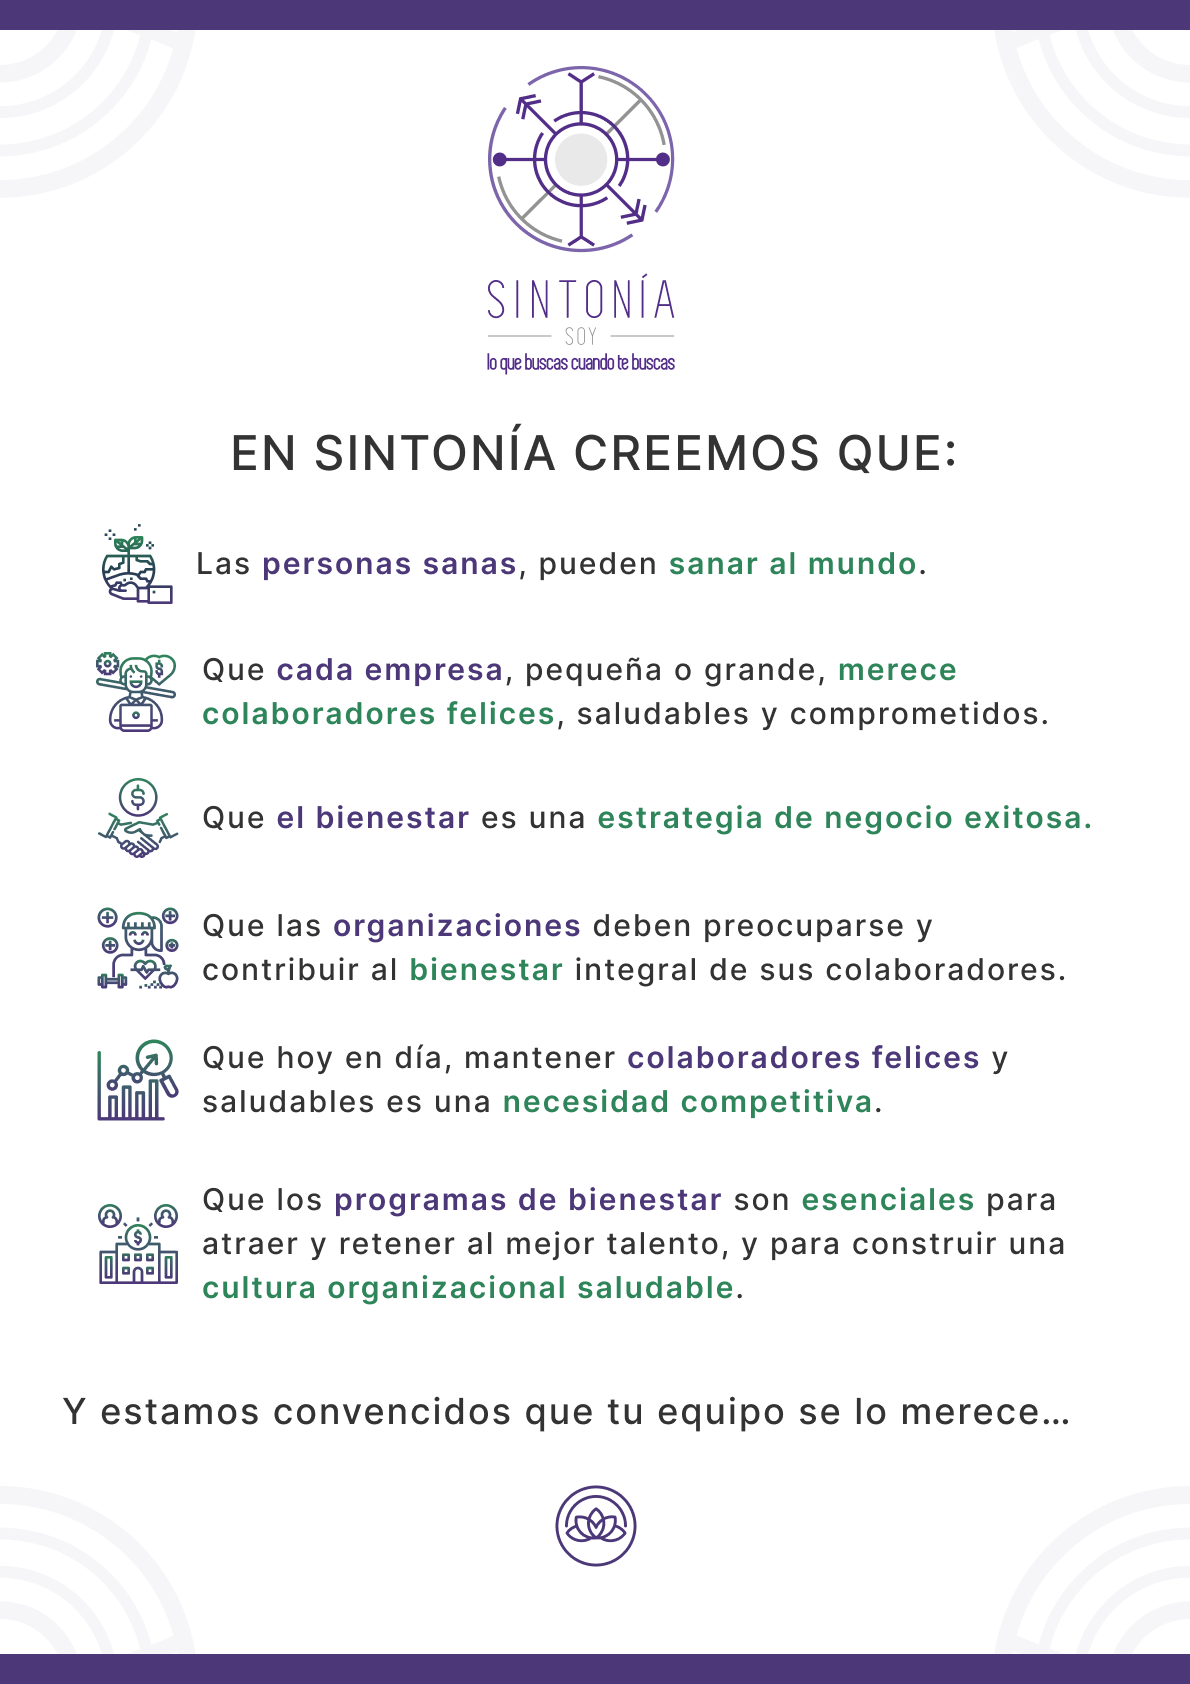 SINTONÍA
SOY
lo que buscas cuando te buscas
EN SINTONÍA CREEMOS QUE:
Las personas sanas, pueden sanar al mundo.
Que cada empresa, pequeña o grande, merece
colaboradores felices, saludables y comprometidos.
Que el bienestar es una estrategia de negocio exitosa.
Que las organizaciones deben preocuparse y
contribuir al bienestar integral de sus colaboradores.
Que hoy en día, mantener colaboradores felices y
saludables es una necesidad competitiva.
Que los programas de bienestar son esenciales para
atraer y retener al mejor talento, y para construir una
cultura organizacional saludable.
Y estamos convencidos que tu equipo se lo merece...